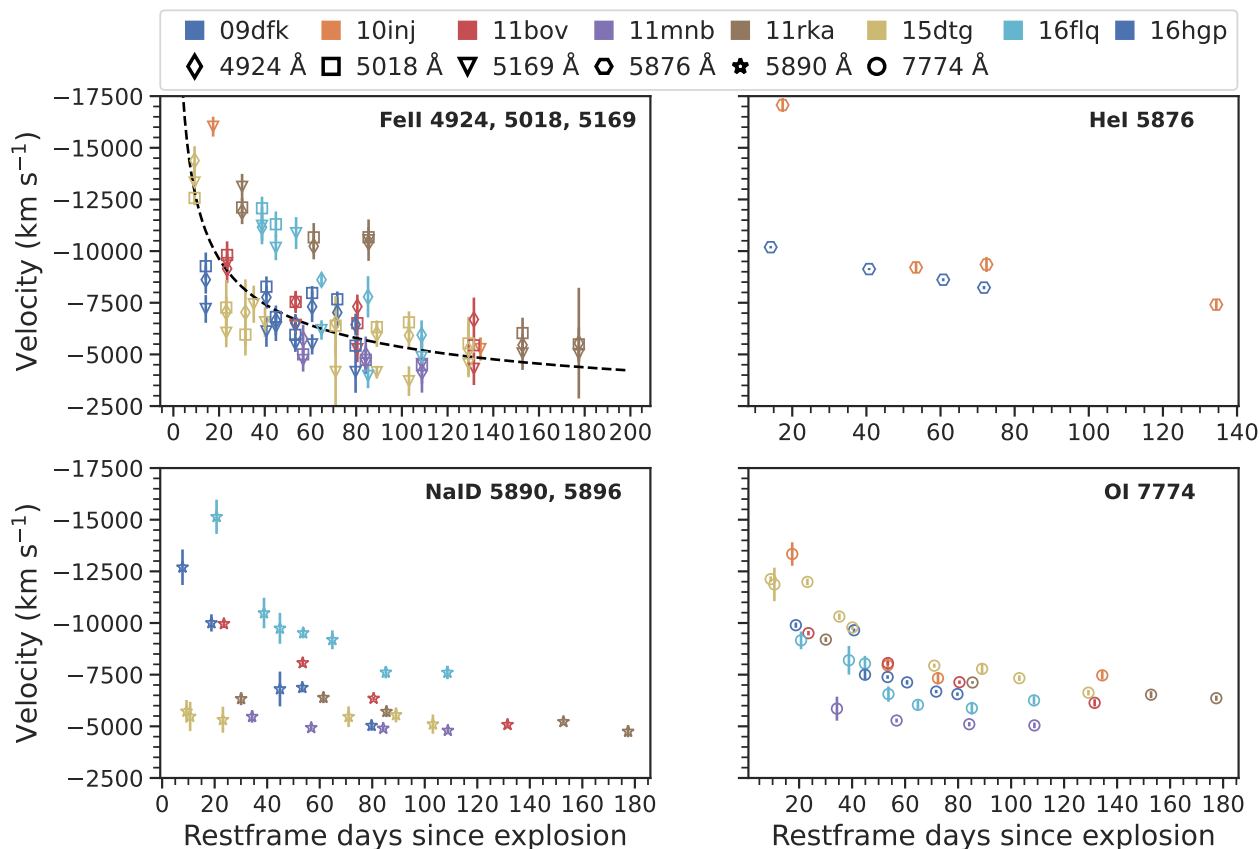 09dfk 10inj 11bov 11mnb 11rka 15dtg 16flq 16hgp
4924 Å 5018 Å 5169 Å 5876 Å 5890 Å 7774 Å
FeII 4924, 5018, 5169
HeI 5876
Velocity (km s⁻¹)
−17500
−15000
−12500
−10000
−7500
−5000
−2500
0 20 40 60 80 100 120 140 160 180 200
20 40 60 80 100 120 140
NaID 5890, 5896
OI 7774
Velocity (km s⁻¹)
−17500
−15000
−12500
−10000
−7500
−5000
−2500
0 20 40 60 80 100 120 140 160 180
20 40 60 80 100 120 140 160 180
Restframe days since explosion
Restframe days since explosion